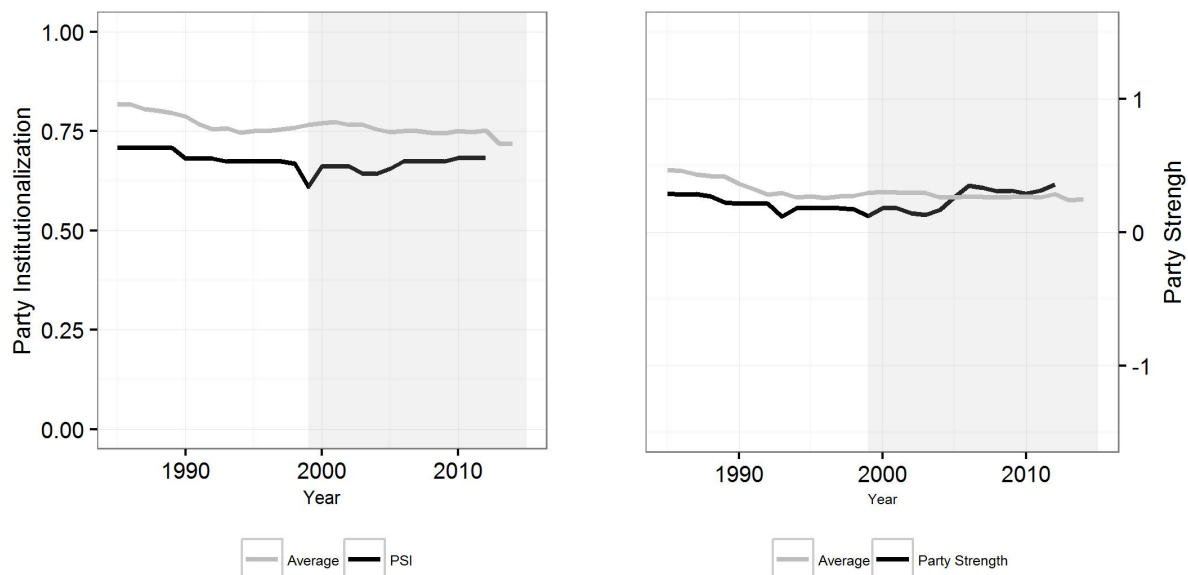 1.00
0.75
0.50
0.25
0.00
Party Institutionalization
1990 2000 2010
Year
Average PSI
1
0
-1
Party Strengh
1990 2000 2010
Year
Average Party Strength